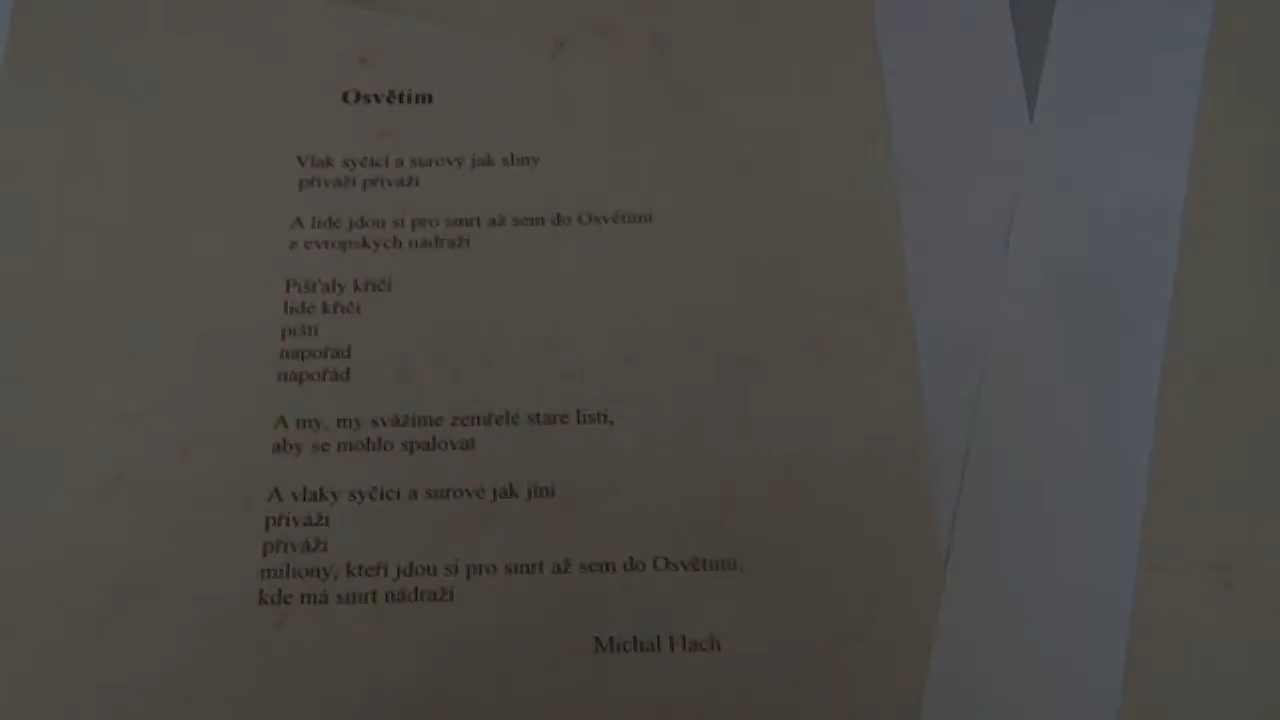 Osvětim
Vlak syčící a surový jak sliny
přiváží přiváží
A lidé jdou si pro smrt až sem do Osvětimi
z evropských nádraží
Píšťaly křičí
lidé křičí
piští
napořád
napořád
A my, my svážíme zemřelé staré listí,
aby se mohlo spalovat
A vlaky syčící a surové jak jiní
přiváží
přiváží
miliony, kteří jdou si pro smrt až sem do Osvětimi,
kde má smrt nádraží
Michal Flach